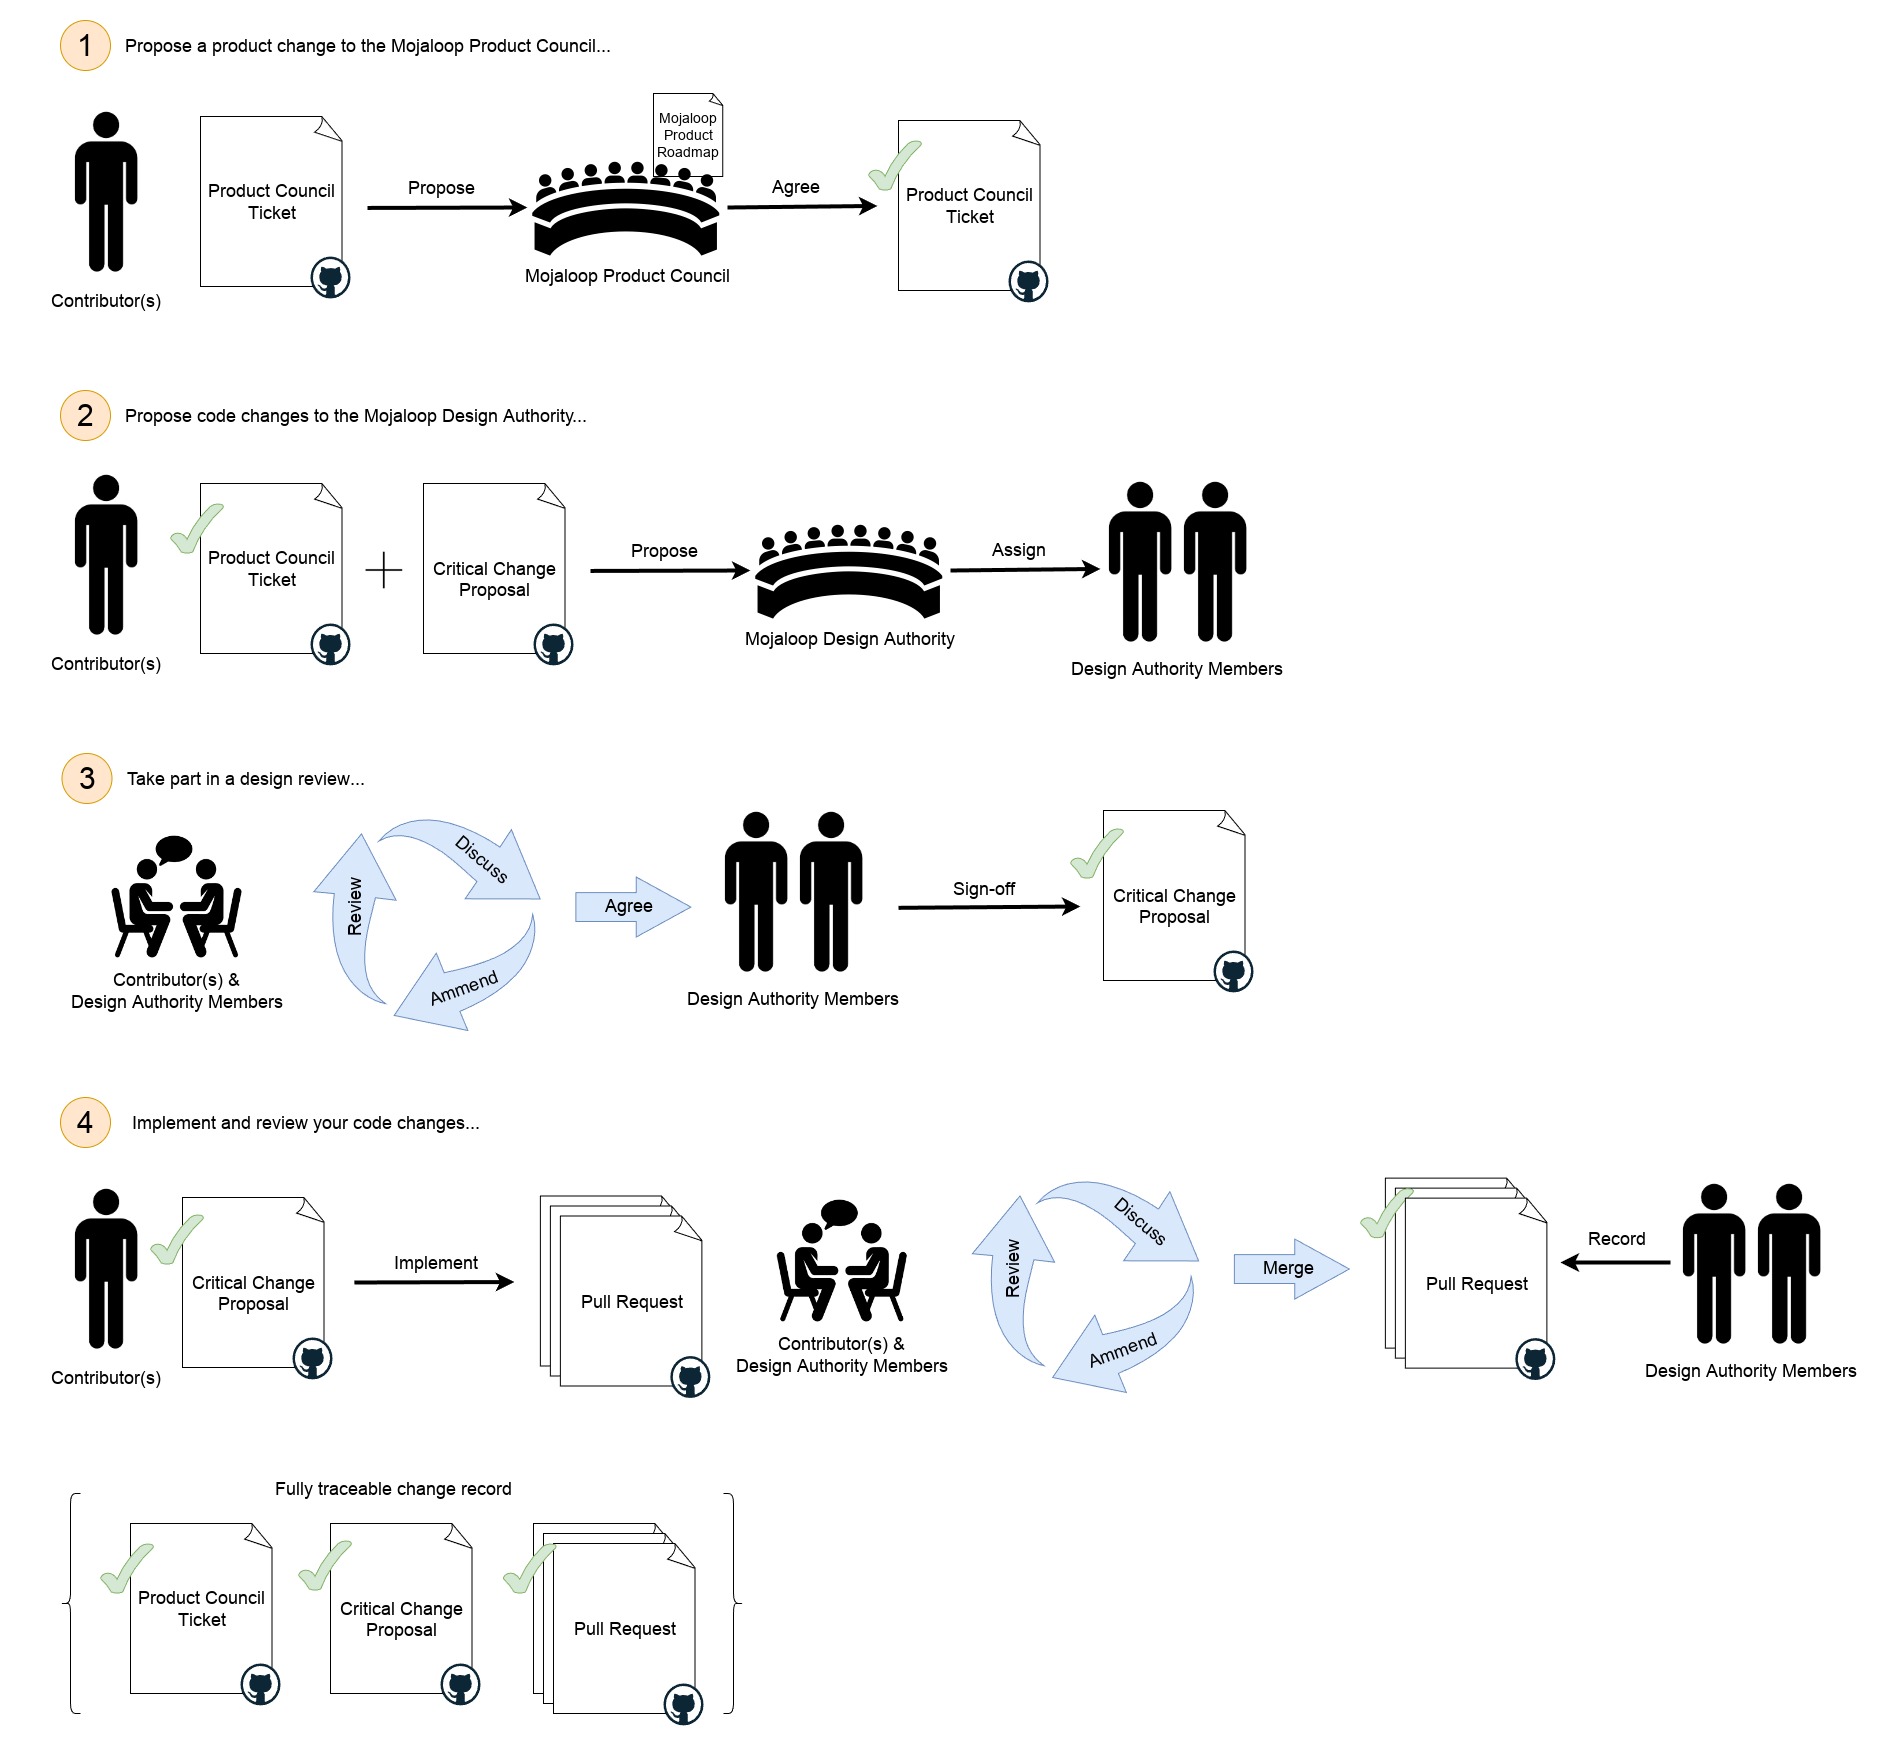 1
Propose a product change to the Mojaloop Product Council...
Mojaloop
Product
Roadmap
Product Council
Ticket
Propose
Agree
Product Council
Ticket
Mojaloop Product Council
Contributor(s)
2
Propose code changes to the Mojaloop Design Authority...
Product Council
Ticket
Critical Change
Proposal
Propose
Assign
Mojaloop Design Authority
Contributor(s)
Design Authority Members
3
Take part in a design review...
Discuss
Review
Ammend
Agree
Sign-off
Critical Change
Proposal
Contributor(s) &
Design Authority Members
Design Authority Members
4
Implement and review your code changes...
Critical Change
Proposal
Implement
Pull Request
Discuss
Review
Ammend
Merge
Pull Request
Record
Contributor(s)
Contributor(s) &
Design Authority Members
Design Authority Members
Fully traceable change record
Product Council
Ticket
Critical Change
Proposal
Pull Request